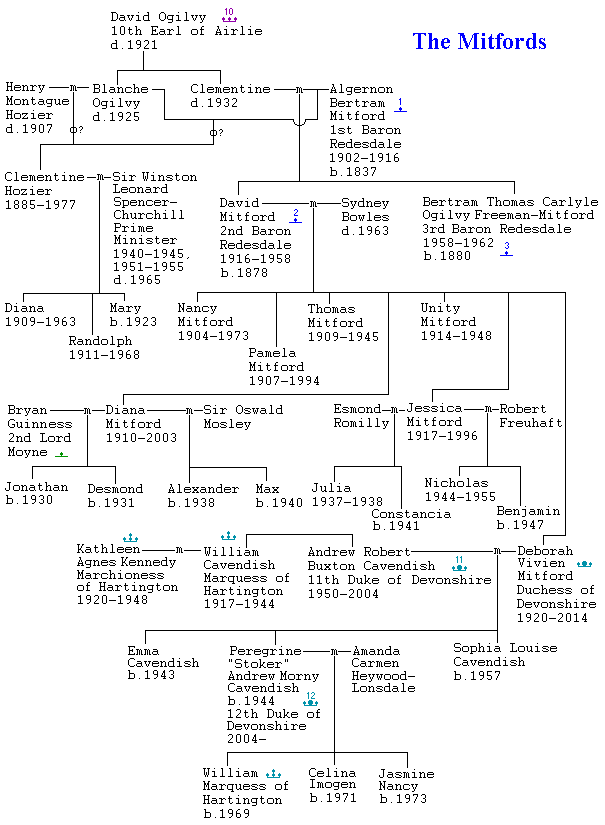 The Mitfords
David Ogilvy
10
10th Earl of Airlie
d.1921
Henry
Montague
Hozier
d.1907
m
Blanche
Ogilvy
d.1925
Clementine
d.1932
m
Algernon
Bertram
1
Mitford
1st Baron
Redesdale
1902–1916
b.1837
?
?
Clementine
Hozier
1885–1977
m
Sir Winston
Leonard
Spencer-
Churchill
Prime
Minister
1940–1945,
1951–1955
d.1965
David
Mitford
2
2nd Baron
Redesdale
1916–1958
b.1878
m
Sydney
Bowles
d.1963
Bertram Thomas Carlyle
Ogilvy Freeman-Mitford
3rd Baron Redesdale
1958–1962
b.1880
3
Diana
1909–1963
Randolph
1911–1968
Mary
b.1923
Nancy
Mitford
1904–1973
Pamela
Mitford
1907–1994
Thomas
Mitford
1909–1945
Unity
Mitford
1914–1948
Bryan
Guinness
2nd Lord
Moyne
m
Diana
Mitford
1910–2003
m
Sir Oswald
Mosley
Esmond
Romilly
m
Jessica
Mitford
1917–1996
m
Robert
Freuhaft
Jonathan
b.1930
Desmond
b.1931
Alexander
b.1938
Max
b.1940
Julia
1937–1938
Constancia
b.1941
Nicholas
1944–1955
Benjamin
b.1947
Kathleen
Agnes Kennedy
Marchioness
of Hartington
1920–1948
m
William
Cavendish
Marquess of
Hartington
1917–1944
Andrew Robert
Buxton Cavendish
11
11th Duke of Devonshire
1950–2004
m
Deborah
Vivien
Mitford
Duchess of
Devonshire
1920–2014
Emma
Cavendish
b.1943
Peregrine
"Stoker"
Andrew Morny
Cavendish
b.1944
12
12th Duke of
Devonshire
2004–
m
Amanda
Carmen
Heywood-
Lonsdale
Sophia Louise
Cavendish
b.1957
William
Marquess of
Hartington
b.1969
Celina
Imogen
b.1971
Jasmine
Nancy
b.1973